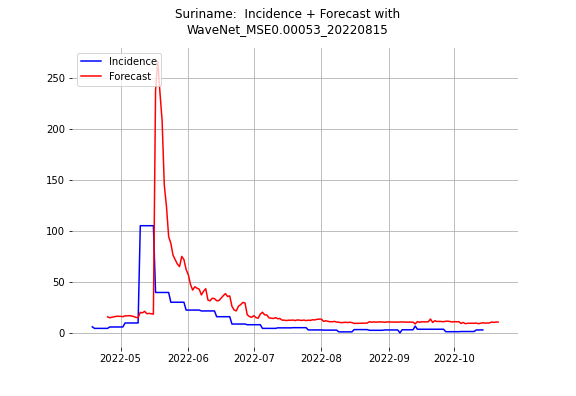 Suriname:  Incidence + Forecast with
WaveNet_MSE0.00053_20220815
Incidence
Forecast
250
200
150
100
50
0
2022-05 2022-06 2022-07 2022-08 2022-09 2022-10